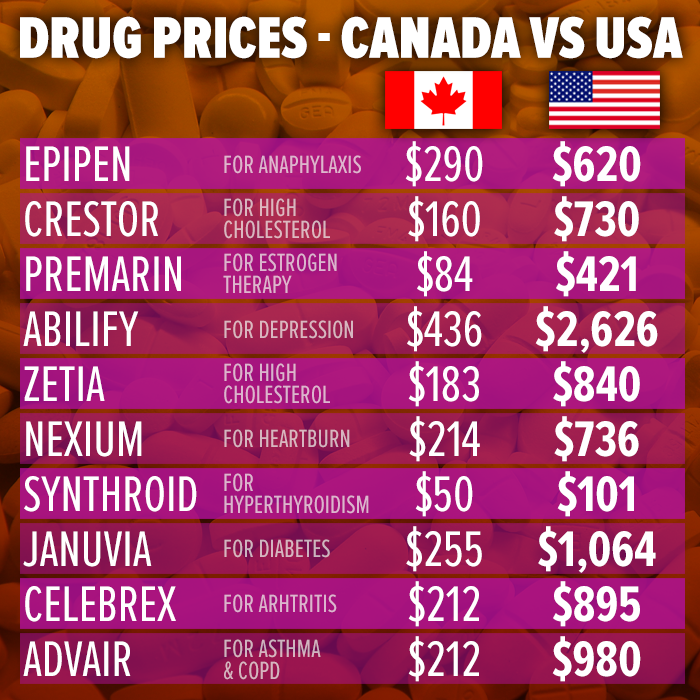 DRUG PRICES - CANADA VS USA
EPIPEN FOR ANAPHYLAXIS $290 $620
CRESTOR FOR HIGH CHOLESTEROL $160 $730
PREMARIN FOR ESTROGEN THERAPY $84 $421
ABILIFY FOR DEPRESSION $436 $2,626
ZETIA FOR HIGH CHOLESTEROL $183 $840
NEXIUM FOR HEARTBURN $214 $736
SYNTHROID FOR HYPERTHYROIDISM $50 $101
JANUVIA FOR DIABETES $255 $1,064
CELEBREX FOR ARHTRITIS $212 $895
ADVAIR FOR ASTHMA & COPD $212 $980